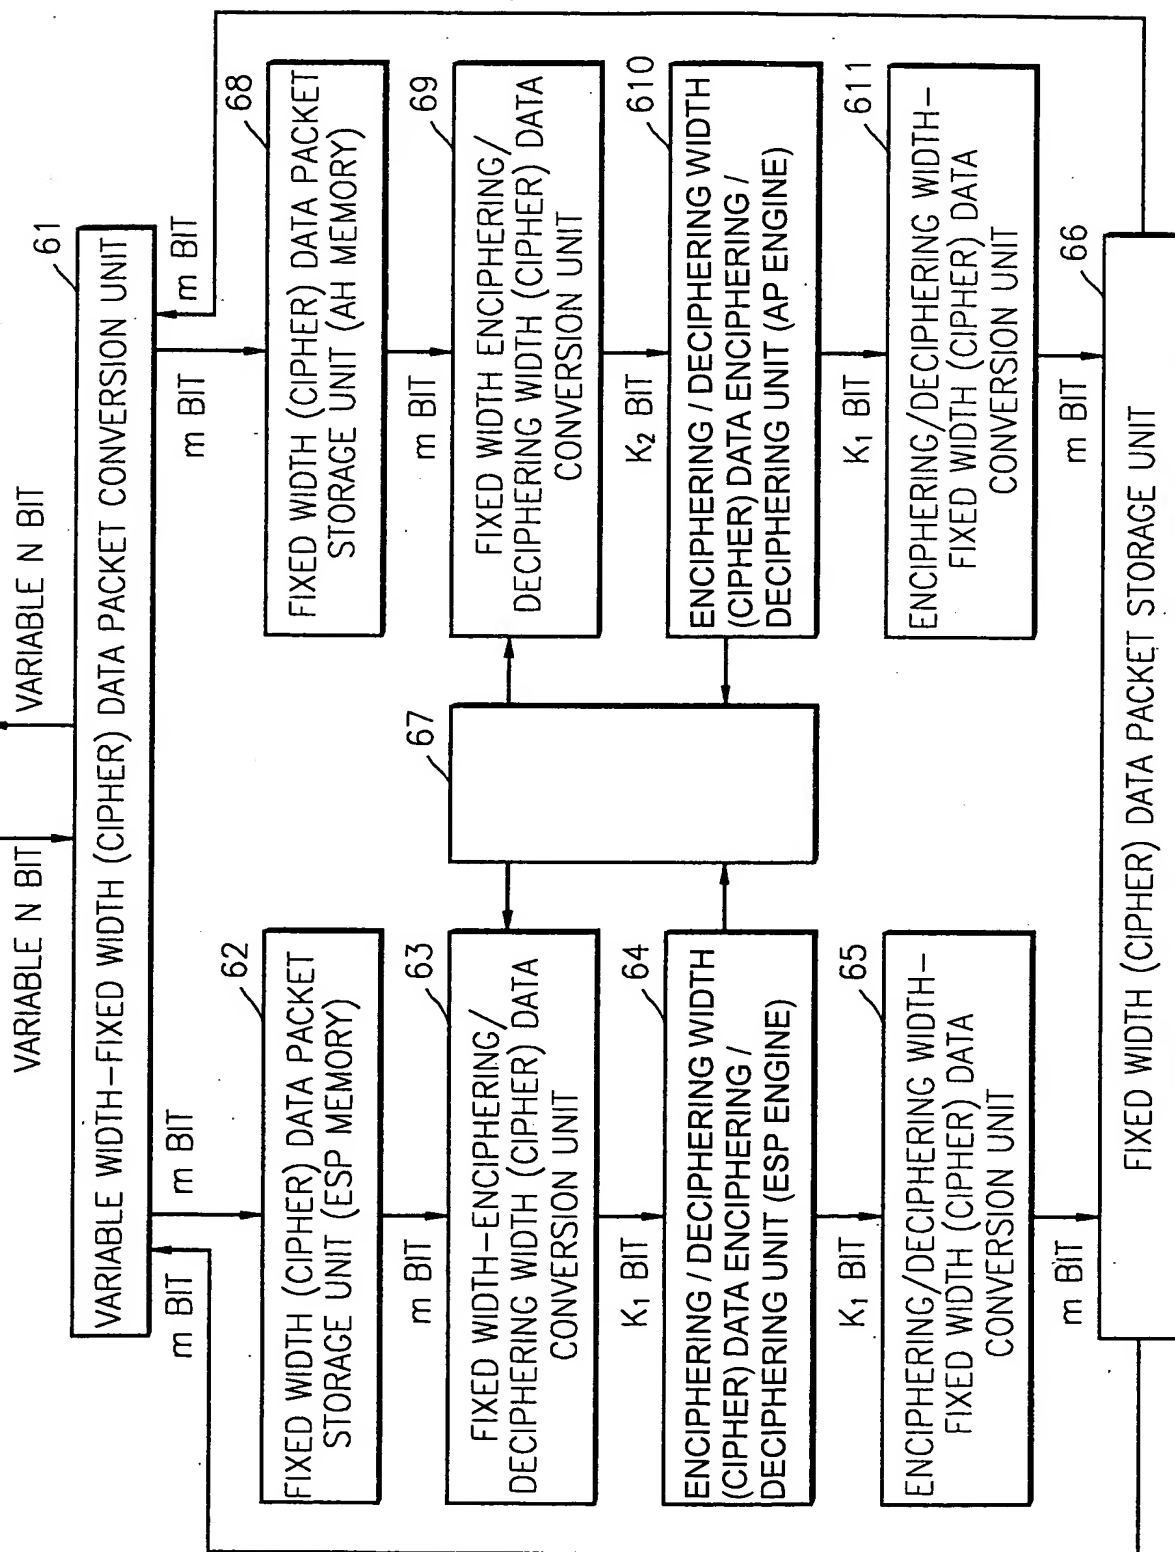 VARIABLE N BIT
VARIABLE N BIT
61
VARIABLE WIDTH-FIXED WIDTH (CIPHER) DATA PACKET CONVERSION UNIT
m BIT
m BIT
m BIT
m BIT
62
FIXED WIDTH (CIPHER) DATA PACKET
STORAGE UNIT (ESP MEMORY)
m BIT
63
FIXED WIDTH-ENCIPHERING/
DECIPHERING WIDTH (CIPHER) DATA
CONVERSION UNIT
K1 BIT
64
ENCIPHERING / DECIPHERING WIDTH
(CIPHER) DATA ENCIPHERING /
DECIPHERING UNIT (ESP ENGINE)
K1 BIT
65
ENCIPHERING/DECIPHERING WIDTH-
FIXED WIDTH (CIPHER) DATA
CONVERSION UNIT
m BIT
67
68
FIXED WIDTH (CIPHER) DATA PACKET
STORAGE UNIT (AH MEMORY)
m BIT
69
FIXED WIDTH ENCIPHERING/
DECIPHERING WIDTH (CIPHER) DATA
CONVERSION UNIT
K2 BIT
610
ENCIPHERING / DECIPHERING WIDTH
(CIPHER) DATA ENCIPHERING /
DECIPHERING UNIT (AP ENGINE)
K1 BIT
611
ENCIPHERING/DECIPHERING WIDTH-
FIXED WIDTH (CIPHER) DATA
CONVERSION UNIT
m BIT
66
FIXED WIDTH (CIPHER) DATA PACKET STORAGE UNIT